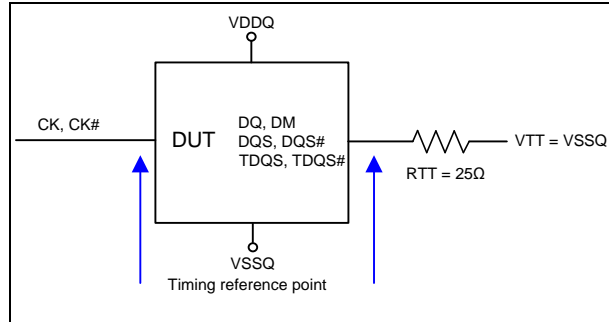 VDDQ
CK, CK#
DUT
DQ, DM
DQS, DQS#
TDQS, TDQS#
VTT = VSSQ
RTT = 25Ω
VSSQ
Timing reference point